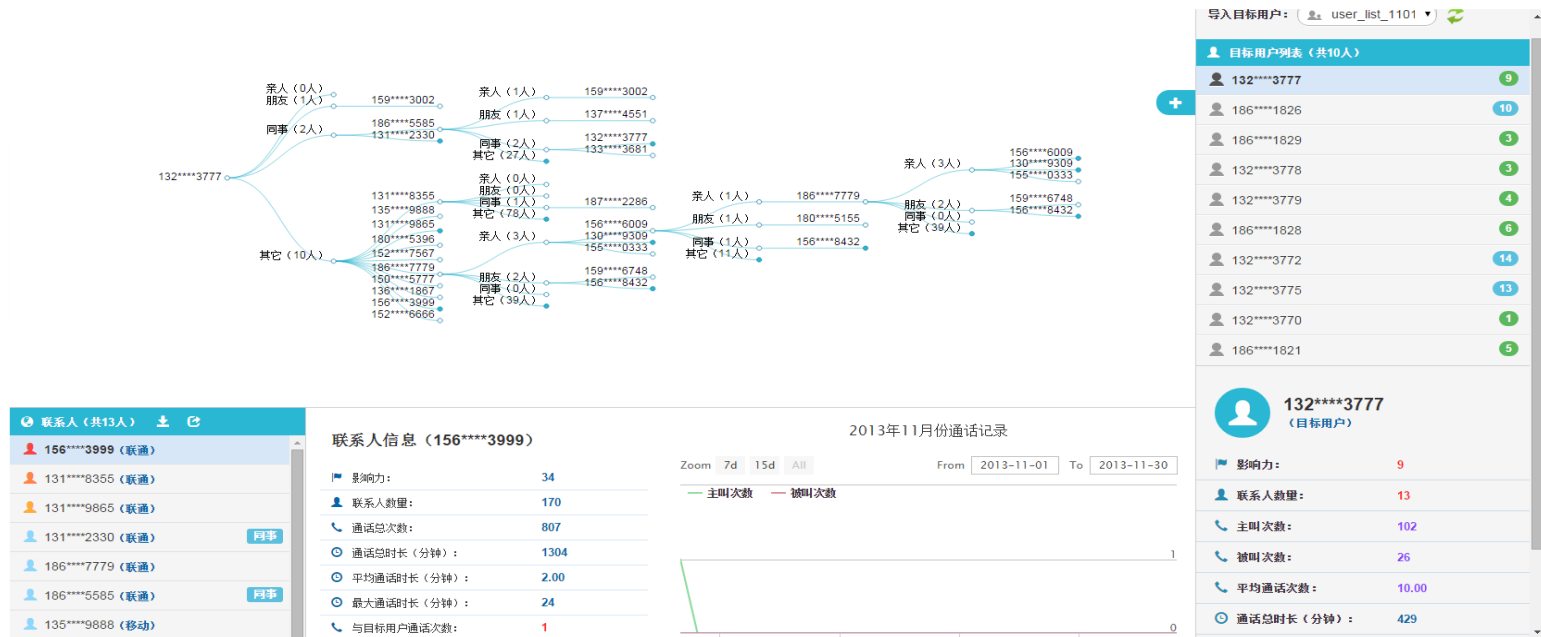 导入目标用户： user_list_1101
目标用户列表（共10人）
132****3777 9
186****1826 10
186****1829 3
132****3778 3
132****3779 4
186****1828 6
132****3772 14
132****3775 13
132****3770 1
186****1821 5
132****3777
（目标用户）
影响力： 9
联系人数量： 13
主叫次数： 102
被叫次数： 26
平均通话次数： 10.00
通话总时长（分钟）： 429
132****3777
亲人（0人）
朋友（1人）
同事（2人）
其它（10人）
159****3002
186****5585
131****2330
131****8355
135****9888
131****9865
180****5396
152****7567
186****7779
150****5777
136****1867
156****3999
152****6666
亲人（1人）
朋友（1人）
同事（2人）
其它（27人）
亲人（0人）
朋友（0人）
同事（1人）
其它（78人）
亲人（3人）
朋友（2人）
同事（0人）
其它（39人）
159****3002
137****4551
132****3777
133****3681
187****2286
156****6009
130****9309
155****0333
159****6748
156****8432
亲人（1人）
朋友（1人）
同事（1人）
其它（11人）
186****7779
180****5155
156****8432
亲人（3人）
朋友（2人）
同事（0人）
其它（39人）
156****6009
130****9309
155****0333
159****6748
156****8432
联系人（共13人）
156****3999（联通）
131****8355（联通）
131****9865（联通）
131****2330（联通） 同事
186****7779（联通）
186****5585（联通） 同事
135****9888（移动）
联系人信息（156****3999）
影响力： 34
联系人数量： 170
通话总次数： 807
通话总时长（分钟）： 1304
平均通话时长（分钟）： 2.00
最大通话时长（分钟）： 24
与目标用户通话次数： 1
2013年11月份通话记录
Zoom 7d 15d All From 2013-11-01 To 2013-11-30
主叫次数 被叫次数
1
0